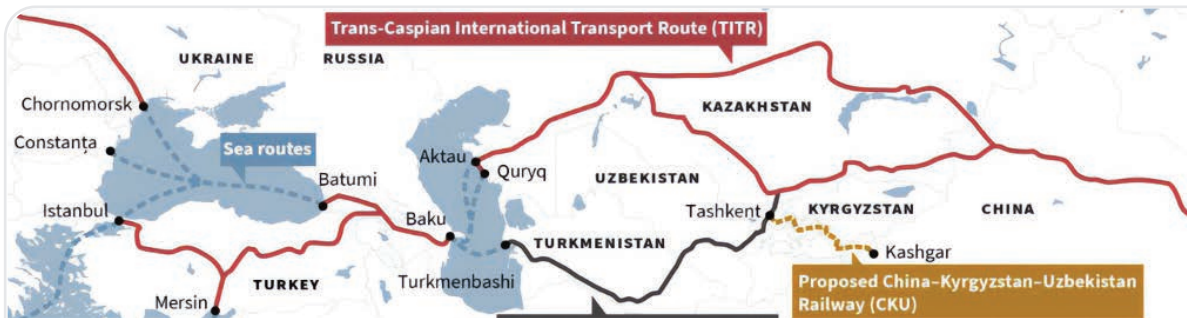 Trans-Caspian International Transport Route (TITR)
UKRAINE
RUSSIA
Chornomorsk
KAZAKHSTAN
Constanța
Sea routes
Aktau
Quryq
Batumi
UZBEKISTAN
Istanbul
Baku
Tashkent
KYRGYZSTAN
CHINA
TURKMENISTAN
Kashgar
Turkmenbashi
TURKEY
Mersin
Proposed China–Kyrgyzstan–Uzbekistan
Railway (CKU)